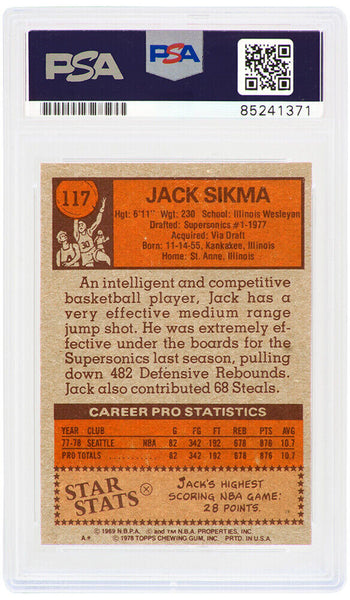 PSA
PSA
85241371
117
JACK SIKMA
Hgt: 6'11" Wgt: 230 School: Illinois Wesleyan
Drafted: Supersonics #1-1977
Acquired: Via Draft
Born: 11-14-55, Kankakee, Illinois
Home: St. Anne, Illinois
An intelligent and competitive
basketball player, Jack has a
very effective medium range
jump shot. He was extremely ef-
fective under the boards for the
Supersonics last season, pulling
down 482 Defensive Rebounds.
Jack also contributed 68 Steals.
CAREER PRO STATISTICS
YEAR CLUB G FG FT REB PTS AVG
77-78 SEATTLE NBA 82 342 192 678 876 10.7
PRO TOTALS 82 342 192 678 876 10.7
STAR
STATS
JACK'S HIGHEST
SCORING NBA GAME:
28 POINTS.
© 1969 N.B.P.A. © and TM N.B.A. PROPERTIES, INC.
A* © 1978 TOPPS CHEWING GUM, INC. PRTD. IN U.S.A.